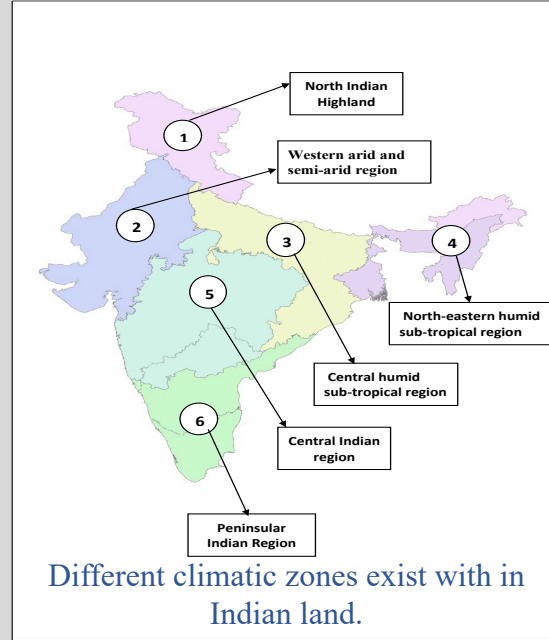 North Indian
Highland
1
Western arid and
semi-arid region
2
3
4
5
North-eastern humid
sub-tropical region
Central humid
sub-tropical region
6
Central Indian
region
Peninsular
Indian Region
Different climatic zones exist with in
Indian land.